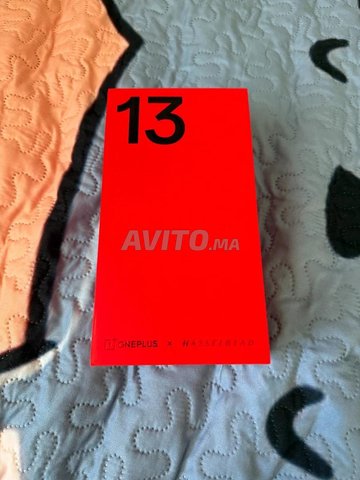 13
AVITO.MA
ONEPLUS × HASSELBLAD